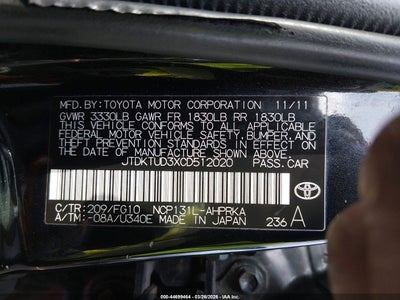 MFD. BY: TOYOTA MOTOR CORPORATION 11/11
GVWR 3330LB GAWR FR 1830LB RR 1830LB
THIS VEHICLE CONFORMS TO ALL APPLICABLE
FEDERAL MOTOR VEHICLE SAFETY, BUMPER, AND
THEFT PREVENTION STANDARDS IN EFFECT ON
THE DATE OF MANUFACTURE SHOWN ABOVE.
JTDKTUD3XCD512020 PASS.CAR
C/TR: 209/FG10 NCP131L-AHPRKA
A/TM: -08A/U340E MADE IN JAPAN 236 A
TOYOTA
00-44699464 | 03/26/2026 | IAA